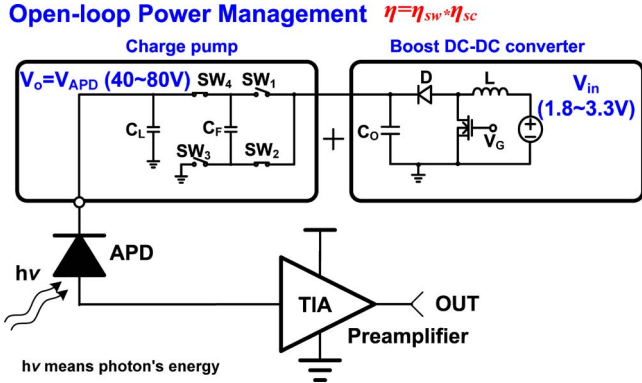 Open-loop Power Management η=ηsw*ηsc
Charge pump
Boost DC-DC converter
Vo=VAPD (40~80V)
SW4
SW1
D
L
Vin
(1.8~3.3V)
CL
CF
SW3
SW2
+
CO
VG
APD
hv
TIA
OUT
Preamplifier
hv means photon's energy